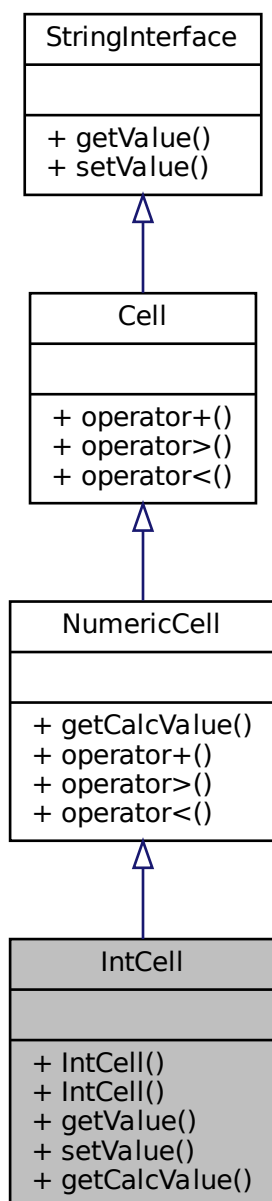 StringInterface
+ getValue()
+ setValue()
Cell
+ operator+()
+ operator>()
+ operator<()
NumericCell
+ getCalcValue()
+ operator+()
+ operator>()
+ operator<()
IntCell
+ IntCell()
+ IntCell()
+ getValue()
+ setValue()
+ getCalcValue()